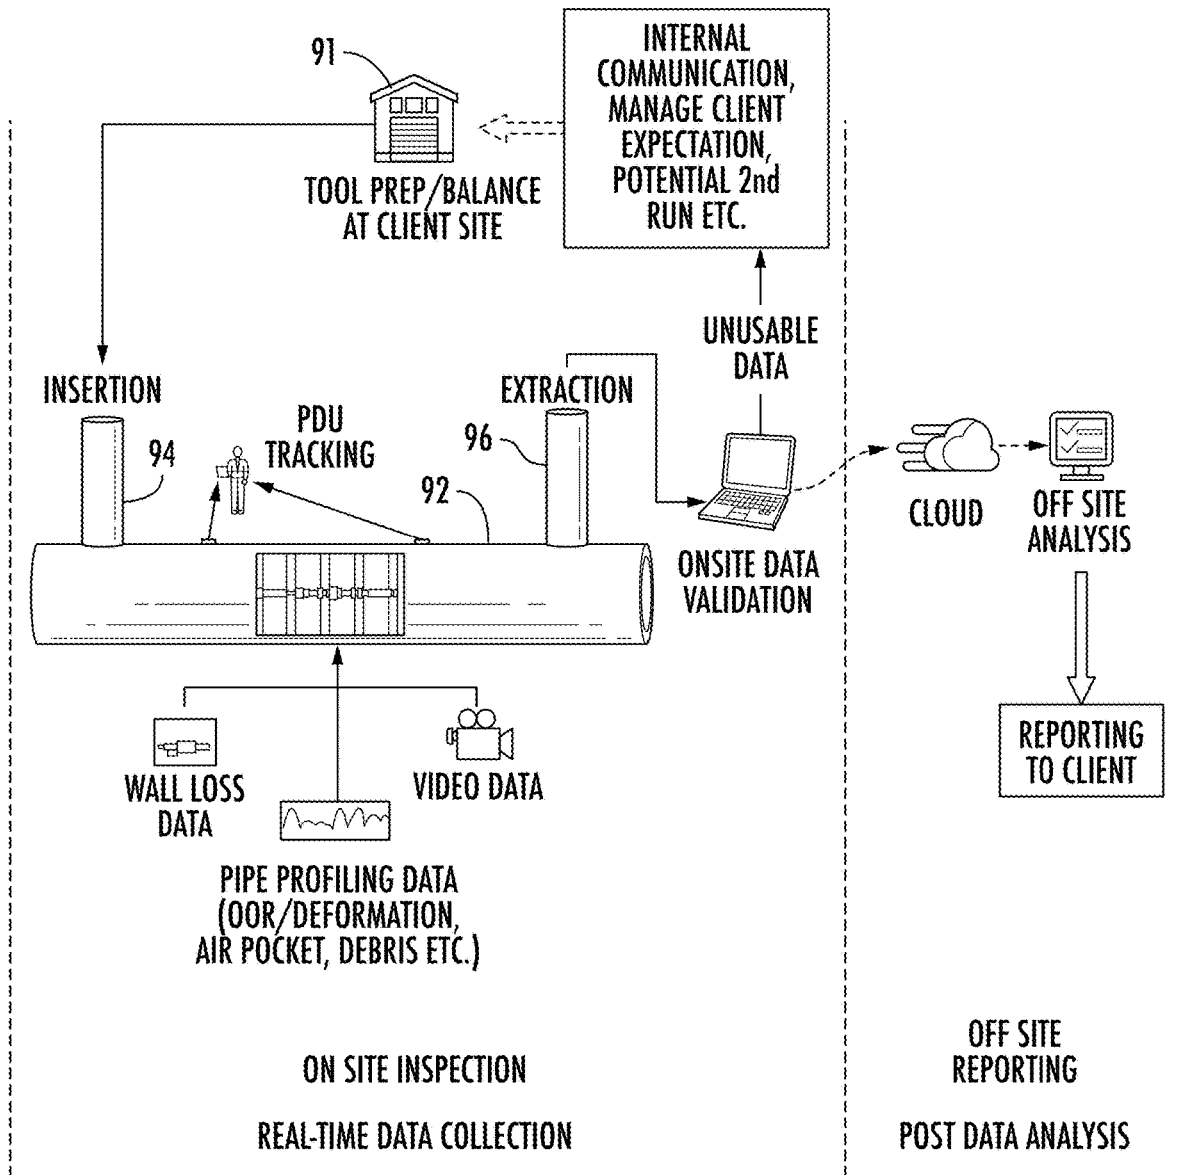 91
INTERNAL
COMMUNICATION,
MANAGE CLIENT
EXPECTATION,
POTENTIAL 2nd
RUN ETC.
TOOL PREP/BALANCE
AT CLIENT SITE
UNUSABLE
DATA
INSERTION
EXTRACTION
PDU
TRACKING
94
96
92
CLOUD
OFF SITE
ANALYSIS
ONSITE DATA
VALIDATION
REPORTING
TO CLIENT
WALL LOSS
DATA
VIDEO DATA
PIPE PROFILING DATA
(OOR/DEFORMATION,
AIR POCKET, DEBRIS ETC.)
ON SITE INSPECTION
REAL-TIME DATA COLLECTION
OFF SITE
REPORTING
POST DATA ANALYSIS